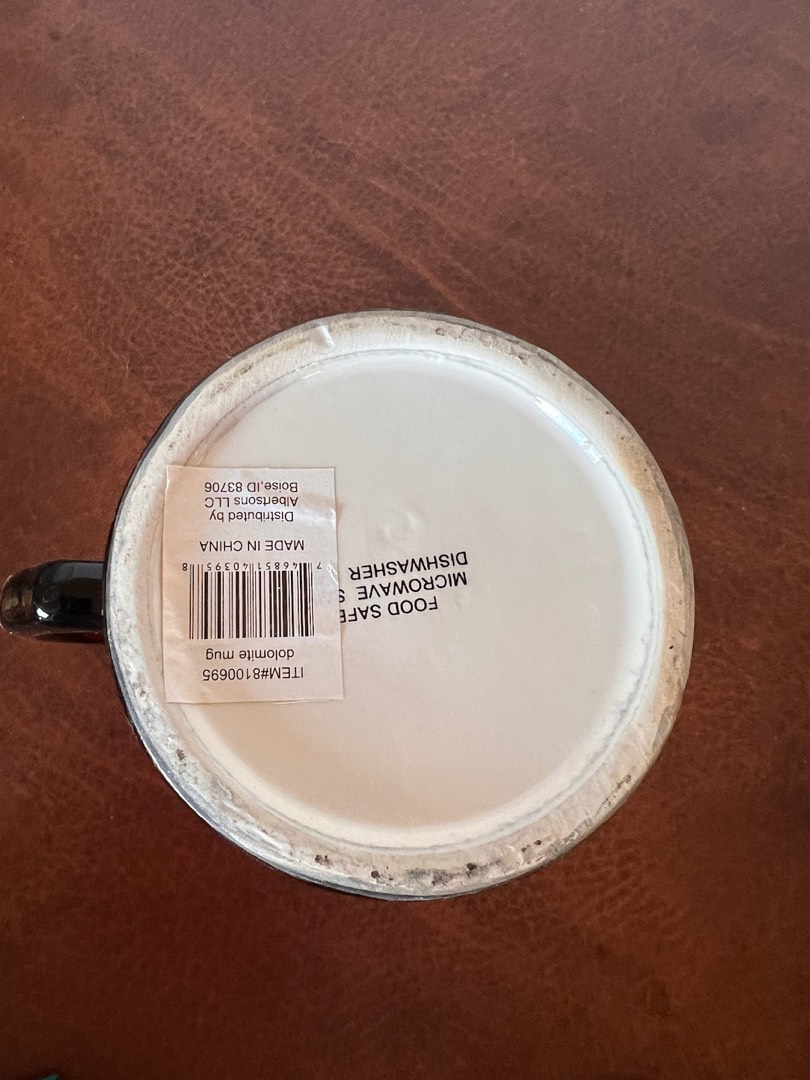 ITEM#8100695
dolomite mug
7 46851 40395 8
MADE IN CHINA
Distributed by
Albertsons LLC
Boise,ID 83706
FOOD SAFE
MICROWAVE S
DISHWASHER